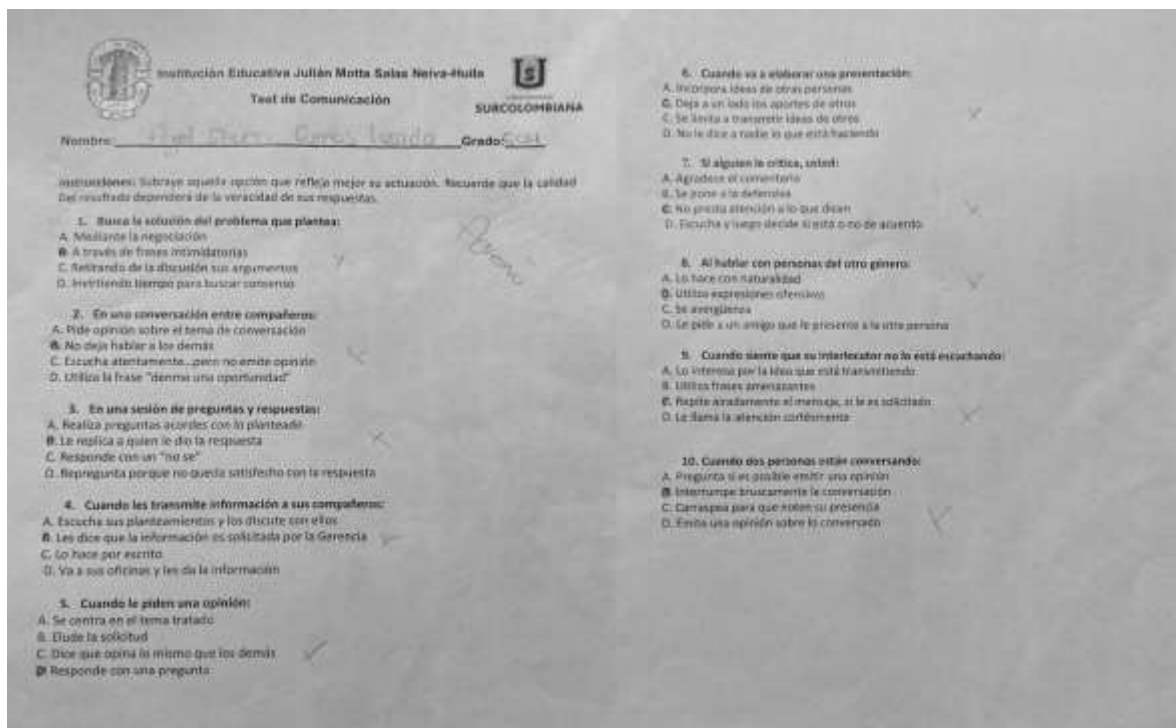 Institución Educativa Julián Motta Salas Neiva-Huila
Test de Comunicación
SURCOLOMBIANA
Nombre: Grado:
Instrucciones: Subraye aquella opción que refleje mejor su actuación. Recuerde que la calidad
Del resultado dependerá de la veracidad de sus respuestas.
1. Busca la solución del problema que plantea:
A. Mediante la negociación
B. A través de frases intimidatorias
C. Retirando de la discusión sus argumentos
D. Invirtiendo tiempo para buscar consenso
2. En una conversación entre compañeros:
A. Pide opinión sobre el tema de conversación
B. No deja hablar a los demás
C. Escucha atentamente...pero no emite opinión
D. Utiliza la frase "denme una oportunidad"
3. En una sesión de preguntas y respuestas:
A. Realiza preguntas acordes con lo planteado
B. Le replica a quien le dio la respuesta
C. Responde con un "no se"
D. Repregunta porque no queda satisfecho con la respuesta
4. Cuando les transmite información a sus compañeros:
A. Escucha sus planteamientos y los discute con ellos
B. Les dice que la información es solicitada por la Gerencia
C. Lo hace por escrito
D. Va a sus oficinas y les da la información
5. Cuando le piden una opinión:
A. Se centra en el tema tratado
B. Elude la solicitud
C. Dice que opina lo mismo que los demás
D. Responde con una pregunta
6. Cuando va a elaborar una presentación:
A. Incorpora ideas de otras personas
C. Deja a un lado los aportes de otros
C. Se limita a transmitir ideas de otros
D. No le dice a nadie lo que está haciendo
7. Si alguien le critica, usted:
A. Agradece el comentario
B. Se pone a la defensiva
C. No presta atención a lo que dicen
D. Escucha y luego decide si está o no de acuerdo
8. Al hablar con personas del otro género:
A. Lo hace con naturalidad
B. Utiliza expresiones ofensivas
C. Se avergüenza
D. Le pide a un amigo que le presente a la otra persona
9. Cuando siente que su interlocutor no lo está escuchando:
A. Lo interesa por la idea que está transmitiendo
B. Utiliza frases amenazantes
C. Repite airadamente el mensaje, si le es solicitado
D. Le llama la atención cortésmente
10. Cuando dos personas están conversando:
A. Pregunta si es posible emitir una opinión
B. Interrumpe bruscamente la conversación
C. Carraspea para que noten su presencia
D. Emite una opinión sobre lo conversado